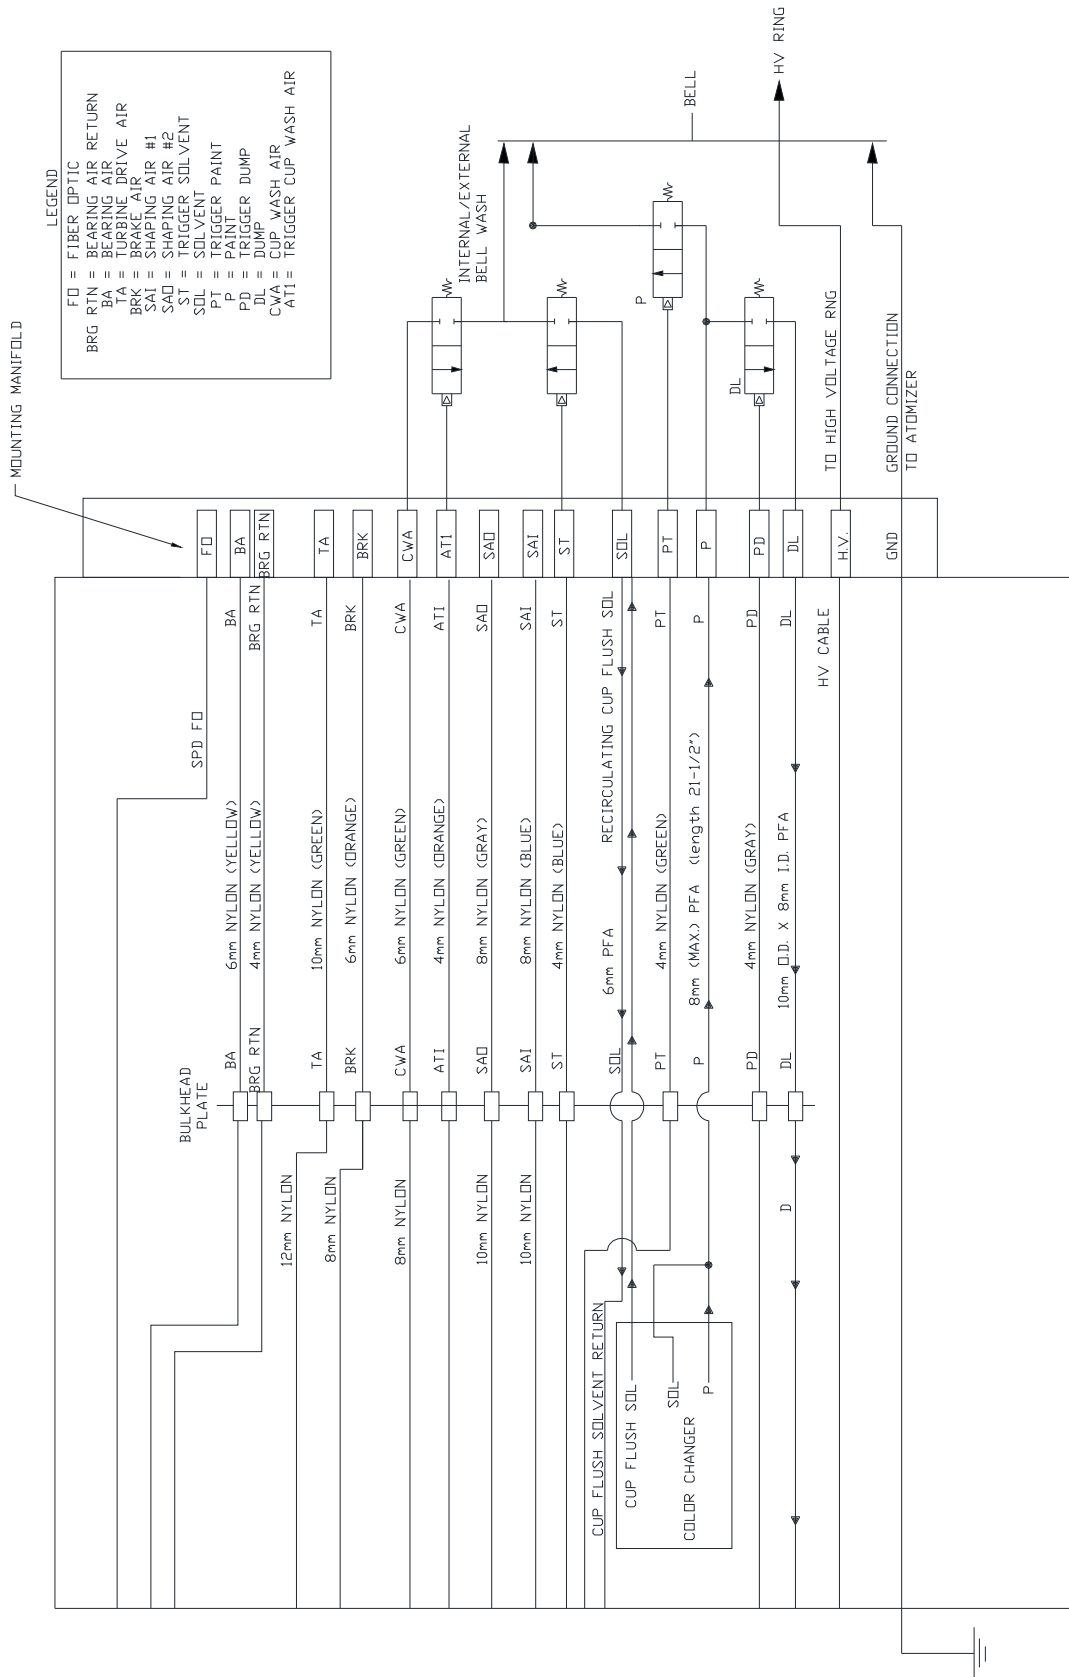 LEGEND
FO = FIBER OPTIC
BRG RTN = BEARING AIR RETURN
BA = BEARING AIR
TA = TURBINE DRIVE AIR
BRK = BRAKE AIR
SAI = SHAPING AIR #1
SAO = SHAPING AIR #2
ST = TRIGGER SOLVENT
SOL = SOLVENT
PT = TRIGGER PAINT
P = PAINT
PD = TRIGGER DUMP
DL = DUMP
CWA = CUP WASH AIR
AT1 = TRIGGER CUP WASH AIR
MOUNTING MANIFOLD
INTERNAL/EXTERNAL
BELL WASH
BELL
HV RING
P
DL
TO HIGH VOLTAGE RNG
GROUND CONNECTION
TO ATOMIZER
FO
BA
BRG RTN
TA
BRK
CWA
AT1
SAO
SAI
ST
SOL
PT
P
PD
DL
H.V.
GND
SPD FO
BA
BRG RTN
TA
BRK
CWA
ATI
SAO
SAI
ST
RECIRCULATING CUP FLUSH SOL
PT
P
PD
DL
HV CABLE
6mm NYLON (YELLOW)
4mm NYLON (YELLOW)
10mm NYLON (GREEN)
6mm NYLON (ORANGE)
6mm NYLON (GREEN)
4mm NYLON (ORANGE)
8mm NYLON (GRAY)
8mm NYLON (BLUE)
4mm NYLON (BLUE)
6mm PFA
4mm NYLON (GREEN)
8mm (MAX.) PFA (length 21-1/2")
4mm NYLON (GRAY)
10mm O.D. X 8mm I.D. PFA
BULKHEAD
PLATE
BA
BRG RTN
TA
BRK
CWA
ATI
SAO
SAI
ST
SOL
PT
P
PD
DL
12mm NYLON
8mm NYLON
8mm NYLON
10mm NYLON
10mm NYLON
D
CUP FLUSH SOLVENT RETURN
CUP FLUSH SOL
SOL
P
COLOR CHANGER